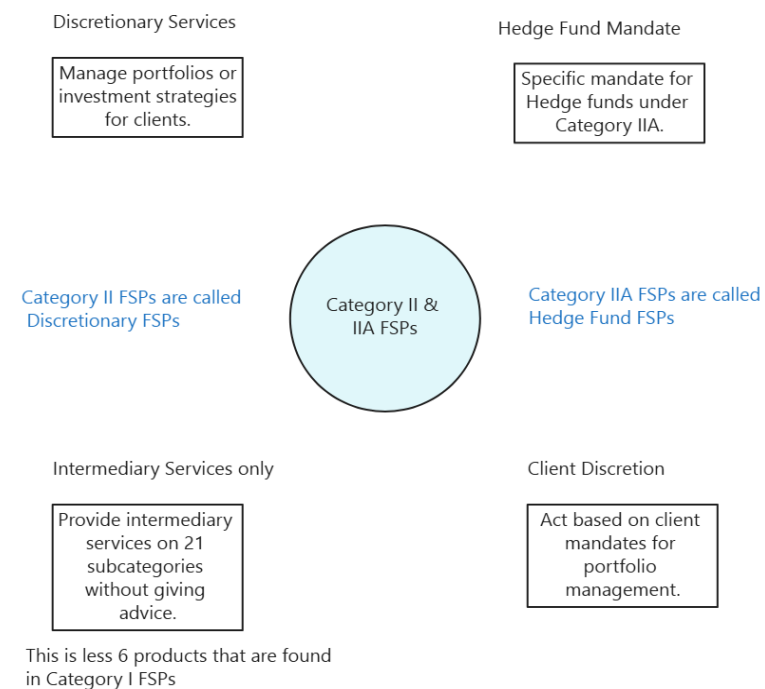 Discretionary Services
Manage portfolios or
investment strategies
for clients.
Hedge Fund Mandate
Specific mandate for
Hedge funds under
Category IIA.
Category II FSPs are called
Discretionary FSPs
Category II &
IIA FSPs
Category IIA FSPs are called
Hedge Fund FSPs
Intermediary Services only
Provide intermediary
services on 21
subcategories
without giving
advice.
This is less 6 products that are found
in Category I FSPs
Client Discretion
Act based on client
mandates for
portfolio
management.